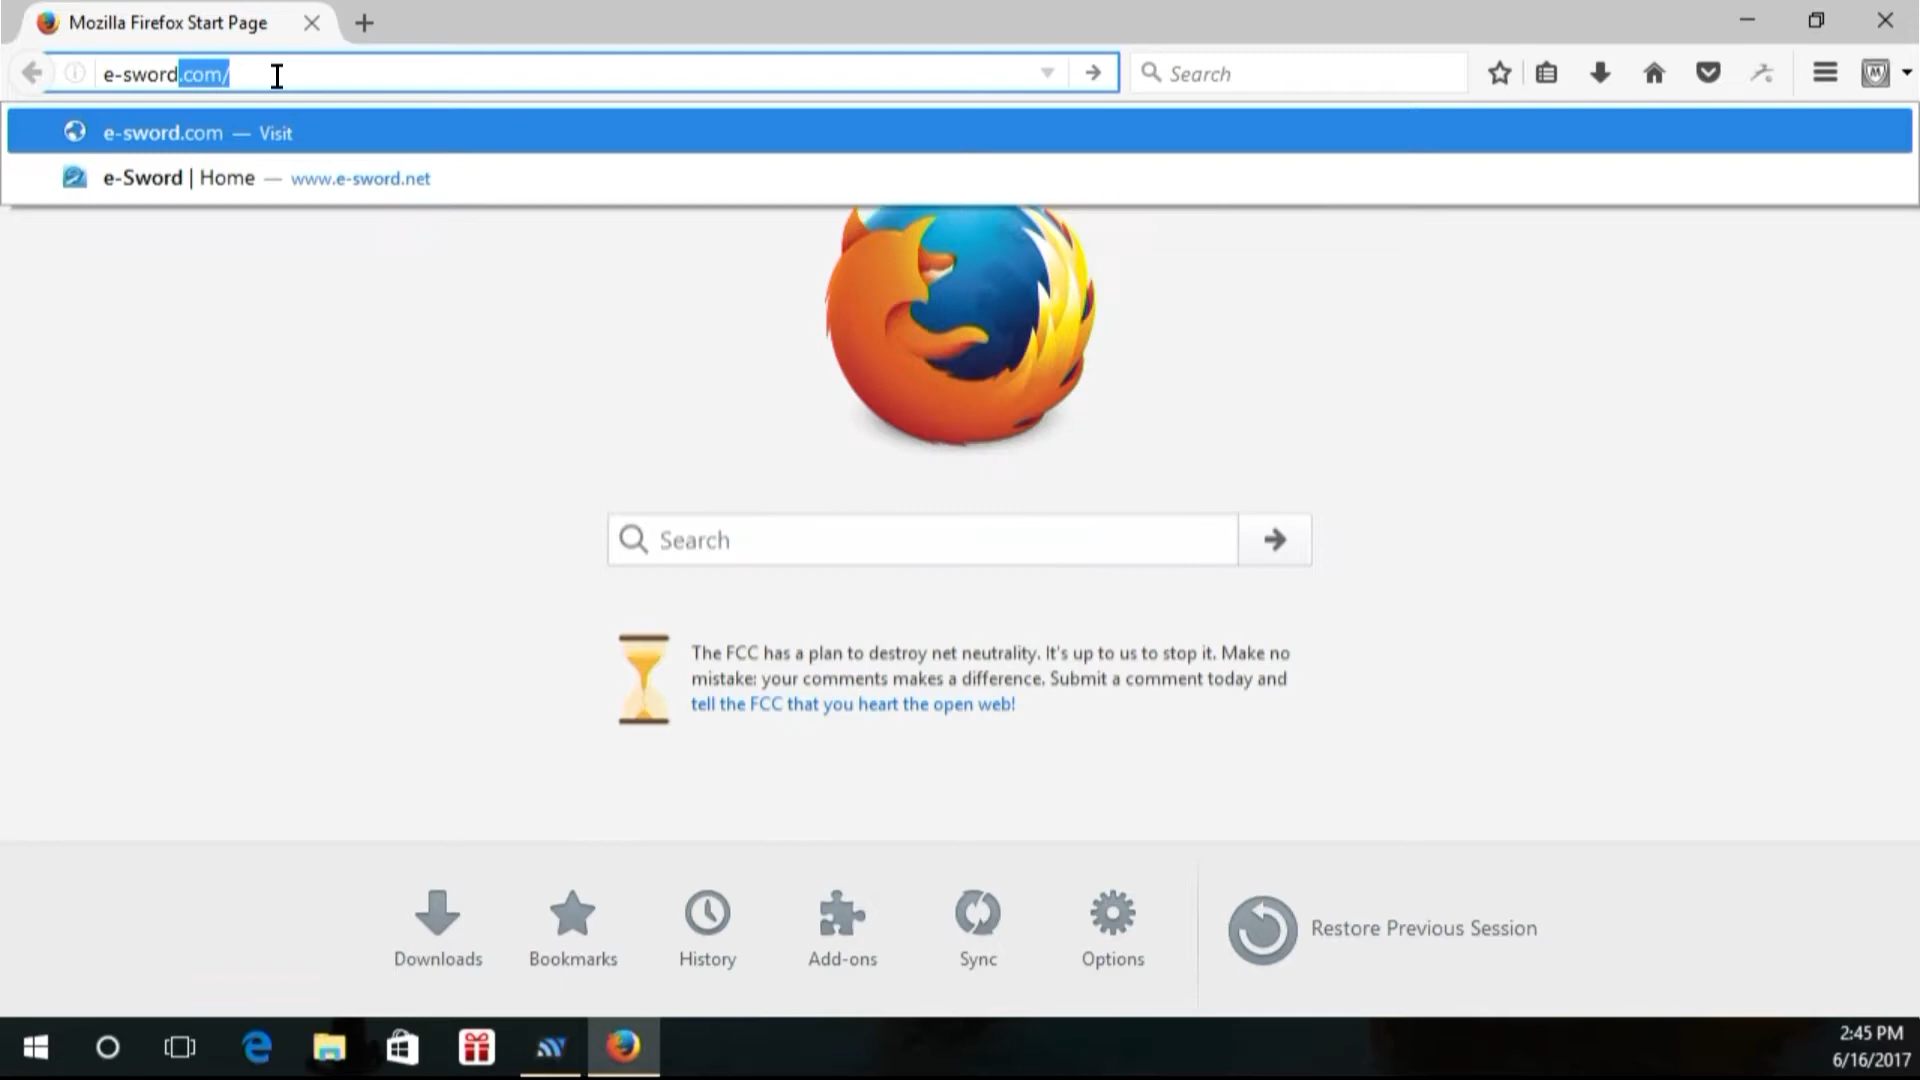 Mozilla Firefox Start Page
e-sword.com/
Search
e-sword.com — Visit
e-Sword | Home — www.e-sword.net
Search
The FCC has a plan to destroy net neutrality. It's up to us to stop it. Make no
mistake: your comments makes a difference. Submit a comment today and
tell the FCC that you heart the open web!
Downloads
Bookmarks
History
Add-ons
Sync
Options
Restore Previous Session
2:45 PM
6/16/2017